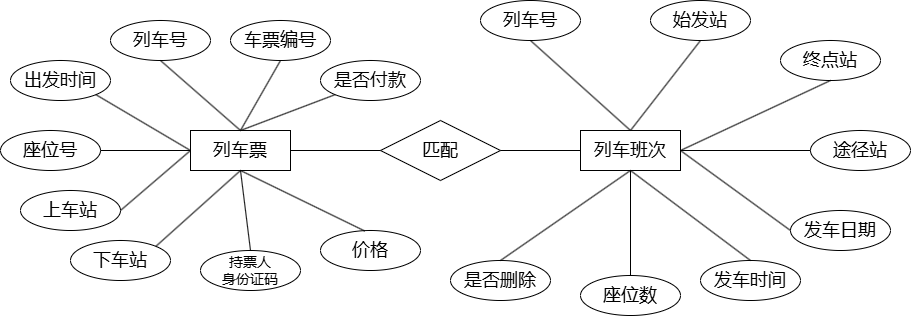 列车号
车票编号
出发时间
是否付款
座位号
列车票
上车站
下车站
持票人
身份证码
价格
匹配
列车号
始发站
终点站
列车班次
途径站
发车日期
是否删除
座位数
发车时间